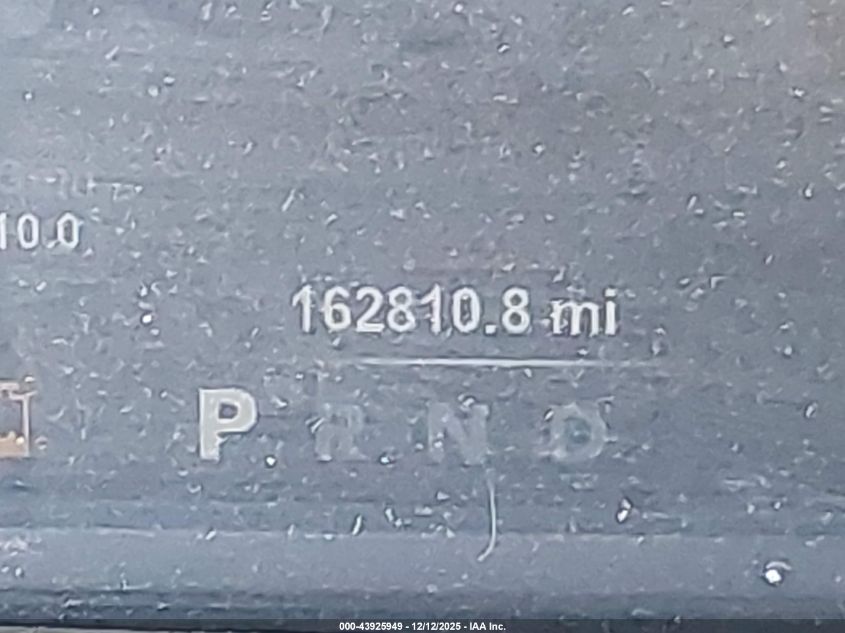 10.0
162810.8 mi
P R N D
000-43925949 - 12/12/2025 - IAA Inc.